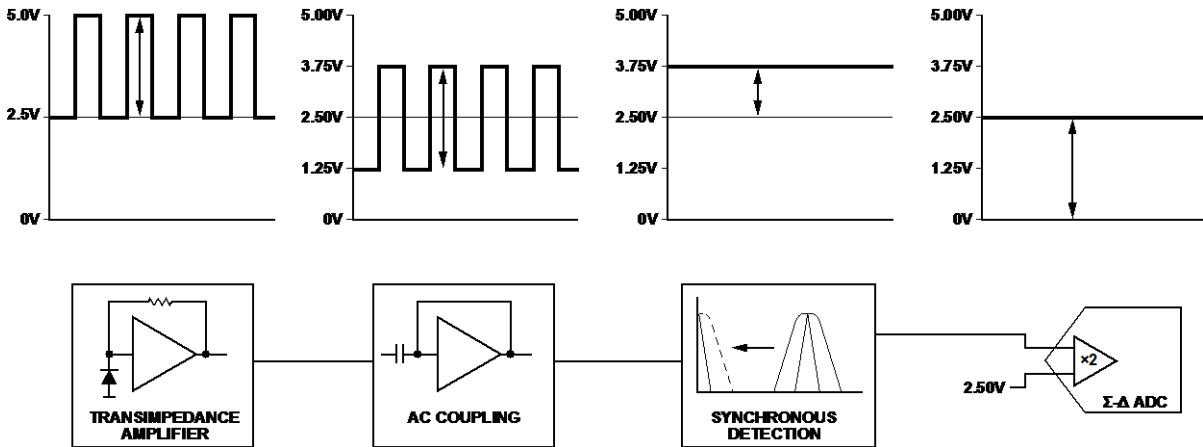 5.0V
2.5V
0V
5.00V
3.75V
2.50V
1.25V
0V
5.00V
3.75V
2.50V
1.25V
0V
5.00V
3.75V
2.50V
1.25V
0V
TRANSIMPEDANCE
AMPLIFIER
AC COUPLING
SYNCHRONOUS
DETECTION
2.50V
×2
Σ-Δ ADC